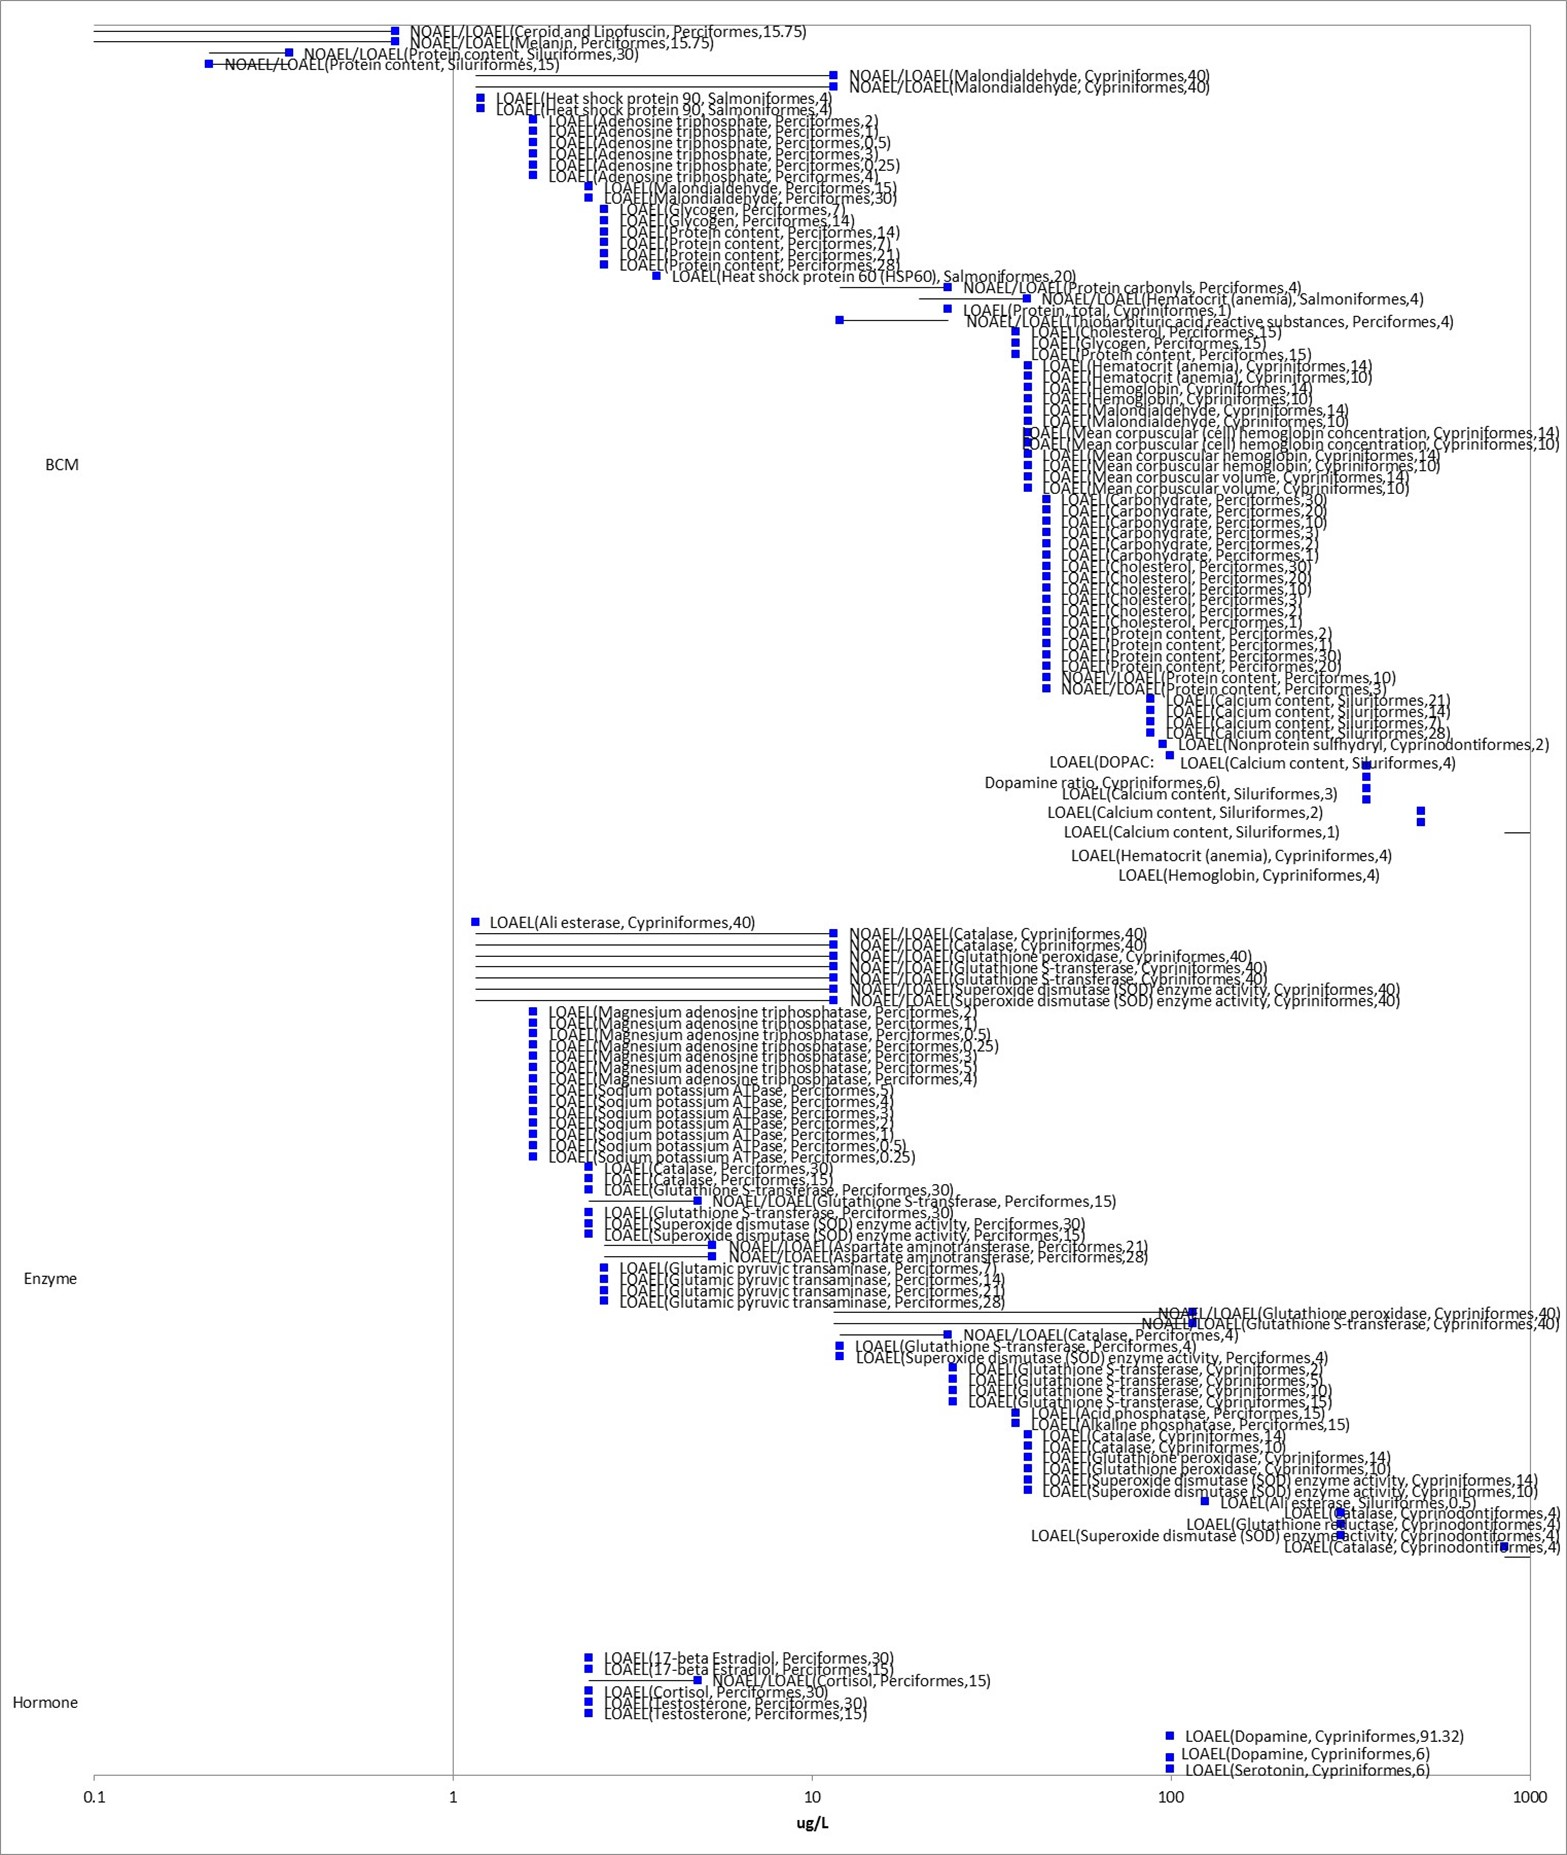 NOAEL/LOAEL(Ceroid and Lipofuscin, Perciformes,15.75)
NOAEL/LOAEL(Melanin, Perciformes,15.75)
NOAEL/LOAEL(Protein content, Siluriformes,30)
NOAEL/LOAEL(Protein content, Siluriformes,15)
NOAEL/LOAEL(Malondialdehyde, Cypriniformes,40)
NOAEL/LOAEL(Malondialdehyde, Cypriniformes,40)
LOAEL(Heat shock protein 90, Salmoniformes,4)
LOAEL(Heat shock protein 90, Salmoniformes,4)
LOAEL(Adenosine triphosphate, Perciformes,2)
LOAEL(Adenosine triphosphate, Perciformes,1)
LOAEL(Adenosine triphosphate, Perciformes,0.5)
LOAEL(Adenosine triphosphate, Perciformes,3)
LOAEL(Adenosine triphosphate, Perciformes,0.25)
LOAEL(Adenosine triphosphate, Perciformes,4)
LOAEL(Malondialdehyde, Perciformes,15)
LOAEL(Malondialdehyde, Perciformes,30)
LOAEL(Glycogen, Perciformes,7)
LOAEL(Glycogen, Perciformes,14)
LOAEL(Protein content, Perciformes,14)
LOAEL(Protein content, Perciformes,7)
LOAEL(Protein content, Perciformes,21)
LOAEL(Protein content, Perciformes,28)
LOAEL(Heat shock protein 60 (HSP60), Salmoniformes,20)
NOAEL/LOAEL(Protein carbonyls, Perciformes,4)
NOAEL/LOAEL(Hematocrit (anemia), Salmoniformes,4)
LOAEL(Protein, total, Cypriniformes,1)
NOAEL/LOAEL(Thiobarbituric acid reactive substances, Perciformes,4)
LOAEL(Cholesterol, Perciformes,15)
LOAEL(Glycogen, Perciformes,15)
LOAEL(Protein content, Perciformes,15)
LOAEL(Hematocrit (anemia), Cypriniformes,14)
LOAEL(Hematocrit (anemia), Cypriniformes,10)
LOAEL(Hemoglobin, Cypriniformes,14)
LOAEL(Hemoglobin, Cypriniformes,10)
LOAEL(Malondialdehyde, Cypriniformes,14)
LOAEL(Malondialdehyde, Cypriniformes,10)
LOAEL(Mean corpuscular (cell) hemoglobin concentration, Cypriniformes,14)
LOAEL(Mean corpuscular (cell) hemoglobin concentration, Cypriniformes,10)
LOAEL(Mean corpuscular hemoglobin, Cypriniformes,14)
BCM
LOAEL(Mean corpuscular hemoglobin, Cypriniformes,10)
LOAEL(Mean corpuscular volume, Cypriniformes,14)
LOAEL(Mean corpuscular volume, Cypriniformes,10)
LOAEL(Carbohydrate, Perciformes,30)
LOAEL(Carbohydrate, Perciformes,20)
LOAEL(Carbohydrate, Perciformes,10)
LOAEL(Carbohydrate, Perciformes,3)
LOAEL(Carbohydrate, Perciformes,2)
LOAEL(Carbohydrate, Perciformes,1)
LOAEL(Cholesterol, Perciformes,30)
LOAEL(Cholesterol, Perciformes,20)
LOAEL(Cholesterol, Perciformes,10)
LOAEL(Cholesterol, Perciformes,3)
LOAEL(Cholesterol, Perciformes,2)
LOAEL(Cholesterol, Perciformes,1)
LOAEL(Protein content, Perciformes,2)
LOAEL(Protein content, Perciformes,1)
LOAEL(Protein content, Perciformes,30)
LOAEL(Protein content, Perciformes,20)
NOAEL/LOAEL(Protein content, Perciformes,10)
NOAEL/LOAEL(Protein content, Perciformes,3)
LOAEL(Calcium content, Siluriformes,21)
LOAEL(Calcium content, Siluriformes,14)
LOAEL(Calcium content, Siluriformes,7)
LOAEL(Calcium content, Siluriformes,28)
LOAEL(Nonprotein sulfhydryl, Cyprinodontiformes,2)
LOAEL(DOPAC:
LOAEL(Calcium content, Siluriformes,4)
Dopamine ratio, Cypriniformes,6)
LOAEL(Calcium content, Siluriformes,3)
LOAEL(Calcium content, Siluriformes,2)
LOAEL(Calcium content, Siluriformes,1)
LOAEL(Hematocrit (anemia), Cypriniformes,4)
LOAEL(Hemoglobin, Cypriniformes,4)
LOAEL(Ali esterase, Cypriniformes,40)
NOAEL/LOAEL(Catalase, Cypriniformes,40)
NOAEL/LOAEL(Catalase, Cypriniformes,40)
NOAEL/LOAEL(Glutathione peroxidase, Cypriniformes,40)
NOAEL/LOAEL(Glutathione S-transferase, Cypriniformes,40)
NOAEL/LOAEL(Glutathione S-transferase, Cypriniformes,40)
NOAEL/LOAEL(Superoxide dismutase (SOD) enzyme activity, Cypriniformes,40)
NOAEL/LOAEL(Superoxide dismutase (SOD) enzyme activity, Cypriniformes,40)
LOAEL(Magnesium adenosine triphosphatase, Perciformes,2)
LOAEL(Magnesium adenosine triphosphatase, Perciformes,1)
LOAEL(Magnesium adenosine triphosphatase, Perciformes,0.5)
LOAEL(Magnesium adenosine triphosphatase, Perciformes,0.25)
LOAEL(Magnesium adenosine triphosphatase, Perciformes,3)
LOAEL(Magnesium adenosine triphosphatase, Perciformes,5)
LOAEL(Magnesium adenosine triphosphatase, Perciformes,4)
LOAEL(Sodium potassium ATPase, Perciformes,5)
LOAEL(Sodium potassium ATPase, Perciformes,4)
LOAEL(Sodium potassium ATPase, Perciformes,3)
LOAEL(Sodium potassium ATPase, Perciformes,2)
LOAEL(Sodium potassium ATPase, Perciformes,1)
LOAEL(Sodium potassium ATPase, Perciformes,0.5)
LOAEL(Sodium potassium ATPase, Perciformes,0.25)
LOAEL(Catalase, Perciformes,30)
LOAEL(Catalase, Perciformes,15)
LOAEL(Glutathione S-transferase, Perciformes,30)
NOAEL/LOAEL(Glutathione S-transferase, Perciformes,15)
LOAEL(Glutathione S-transferase, Perciformes,30)
LOAEL(Superoxide dismutase (SOD) enzyme activity, Perciformes,30)
LOAEL(Superoxide dismutase (SOD) enzyme activity, Perciformes,15)
NOAEL/LOAEL(Aspartate aminotransferase, Perciformes,21)
NOAEL/LOAEL(Aspartate aminotransferase, Perciformes,28)
LOAEL(Glutamic pyruvic transaminase, Perciformes,7)
Enzyme
LOAEL(Glutamic pyruvic transaminase, Perciformes,14)
LOAEL(Glutamic pyruvic transaminase, Perciformes,21)
LOAEL(Glutamic pyruvic transaminase, Perciformes,28)
NOAEL/LOAEL(Glutathione peroxidase, Cypriniformes,40)
NOAEL/LOAEL(Glutathione S-transferase, Cypriniformes,40)
NOAEL/LOAEL(Catalase, Perciformes,4)
LOAEL(Glutathione S-transferase, Perciformes,4)
LOAEL(Superoxide dismutase (SOD) enzyme activity, Perciformes,4)
LOAEL(Glutathione S-transferase, Cypriniformes,2)
LOAEL(Glutathione S-transferase, Cypriniformes,5)
LOAEL(Glutathione S-transferase, Cypriniformes,10)
LOAEL(Glutathione S-transferase, Cypriniformes,15)
LOAEL(Acid phosphatase, Perciformes,15)
LOAEL(Alkaline phosphatase, Perciformes,15)
LOAEL(Catalase, Cypriniformes,14)
LOAEL(Catalase, Cypriniformes,10)
LOAEL(Glutathione peroxidase, Cypriniformes,14)
LOAEL(Glutathione peroxidase, Cypriniformes,10)
LOAEL(Superoxide dismutase (SOD) enzyme activity, Cypriniformes,14)
LOAEL(Superoxide dismutase (SOD) enzyme activity, Cypriniformes,10)
LOAEL(Ali esterase, Siluriformes,0.5)
LOAEL(Catalase, Cyprinodontiformes,4)
LOAEL(Glutathione reductase, Cyprinodontiformes,4)
LOAEL(Superoxide dismutase (SOD) enzyme activity, Cyprinodontiformes,4)
LOAEL(Catalase, Cyprinodontiformes,4)
LOAEL(17-beta Estradiol, Perciformes,30)
LOAEL(17-beta Estradiol, Perciformes,15)
NOAEL/LOAEL(Cortisol, Perciformes,15)
LOAEL(Cortisol, Perciformes,30)
Hormone
LOAEL(Testosterone, Perciformes,30)
LOAEL(Testosterone, Perciformes,15)
LOAEL(Dopamine, Cypriniformes,91.32)
LOAEL(Dopamine, Cypriniformes,6)
LOAEL(Serotonin, Cypriniformes,6)
0.1 1 10 100 1000
ug/L